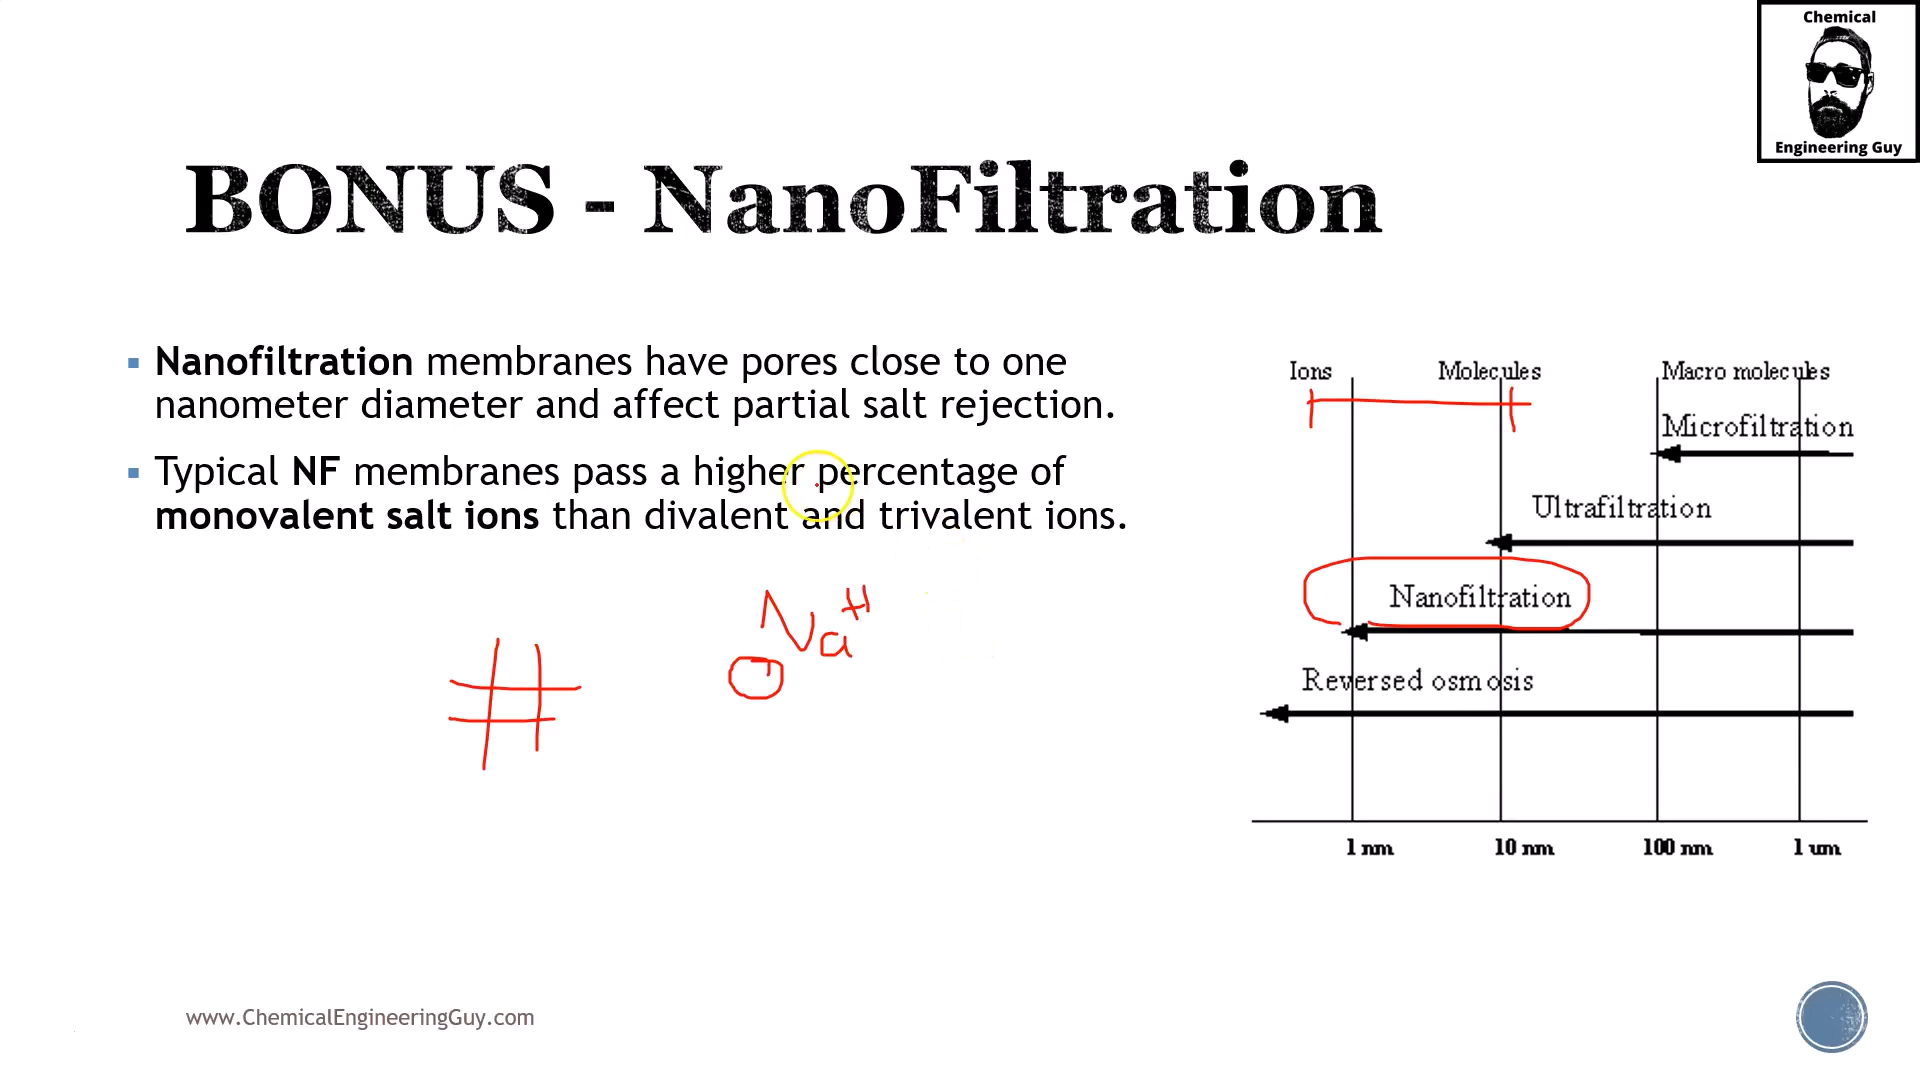 Chemical
Engineering Guy
BONUS - NanoFiltration
Nanofiltration membranes have pores close to one
nanometer diameter and affect partial salt rejection.
Typical NF membranes pass a higher percentage of
monovalent salt ions than divalent and trivalent ions.
Na+
Ions Molecules Macro molecules
Microfiltration
Ultrafiltration
Nanofiltration
Reversed osmosis
1 nm 10 nm 100 nm 1 um
www.ChemicalEngineeringGuy.com